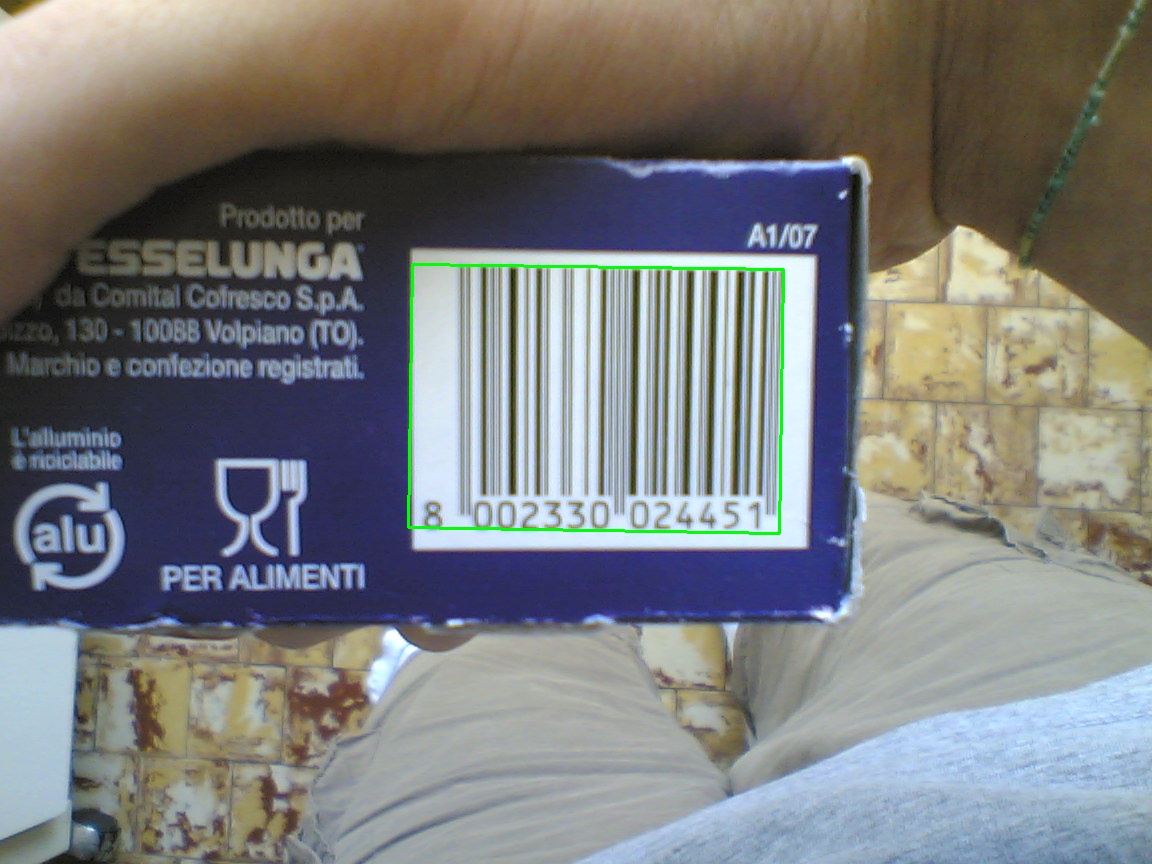 Prodotto per
ESSELUNGA
da Comital Cofresco S.p.A.
130 - 10088 Volpiano (TO).
Marchio e confezione registrati.
L'alluminio
è riciclabile
alu
PER ALIMENTI
A1/07
8 002330 024451